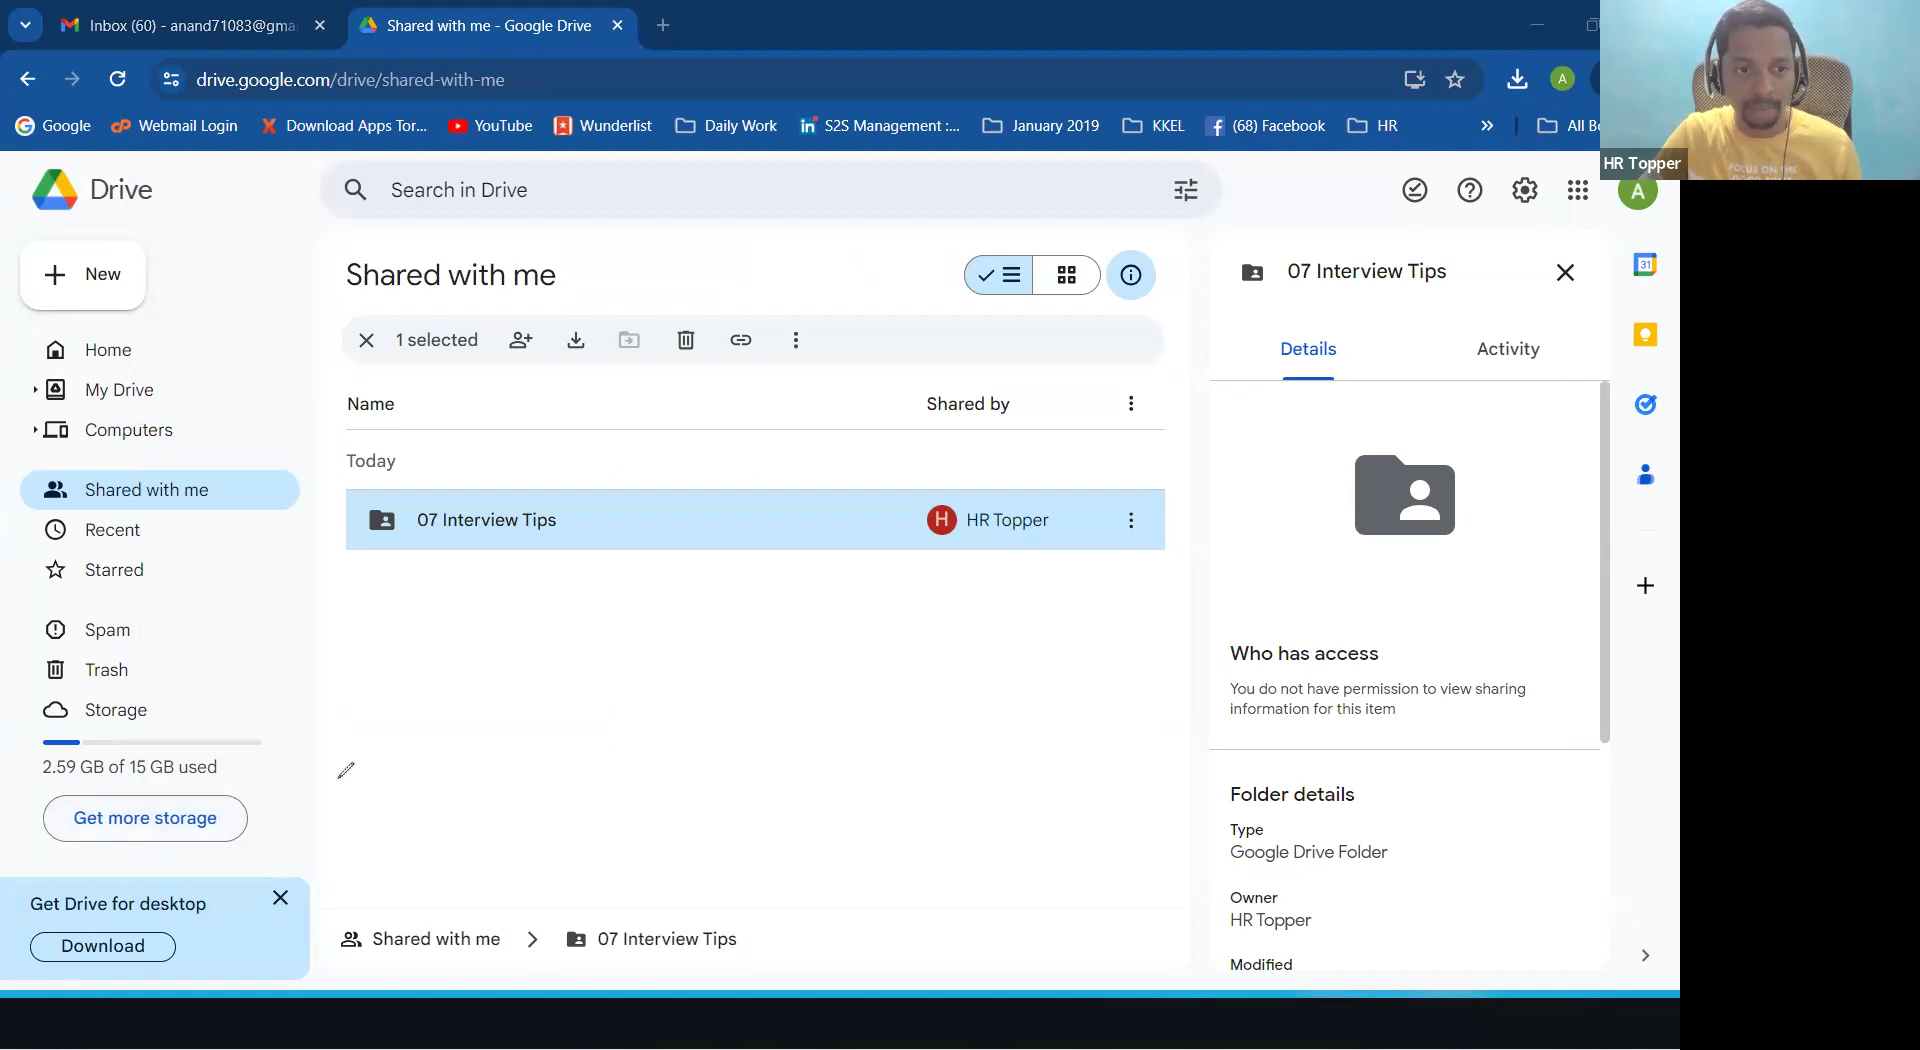 Inbox (60) - anand71083@gma
Shared with me - Google Drive
drive.google.com/drive/shared-with-me
A
Google
Webmail Login
Download Apps Tor...
YouTube
Wunderlist
Daily Work
S2S Management :...
January 2019
KKEL
(68) Facebook
HR
All Bo
HR Topper
Drive
Search in Drive
A
New
Shared with me
07 Interview Tips
31
Home
1 selected
Details
Activity
My Drive
Name
Shared by
Computers
Today
Shared with me
07 Interview Tips
H HR Topper
Recent
Starred
Spam
Who has access
Trash
You do not have permission to view sharing
information for this item
Storage
2.59 GB of 15 GB used
Get more storage
Folder details
Type
Google Drive Folder
Get Drive for desktop
Owner
HR Topper
Download
Shared with me
07 Interview Tips
Modified